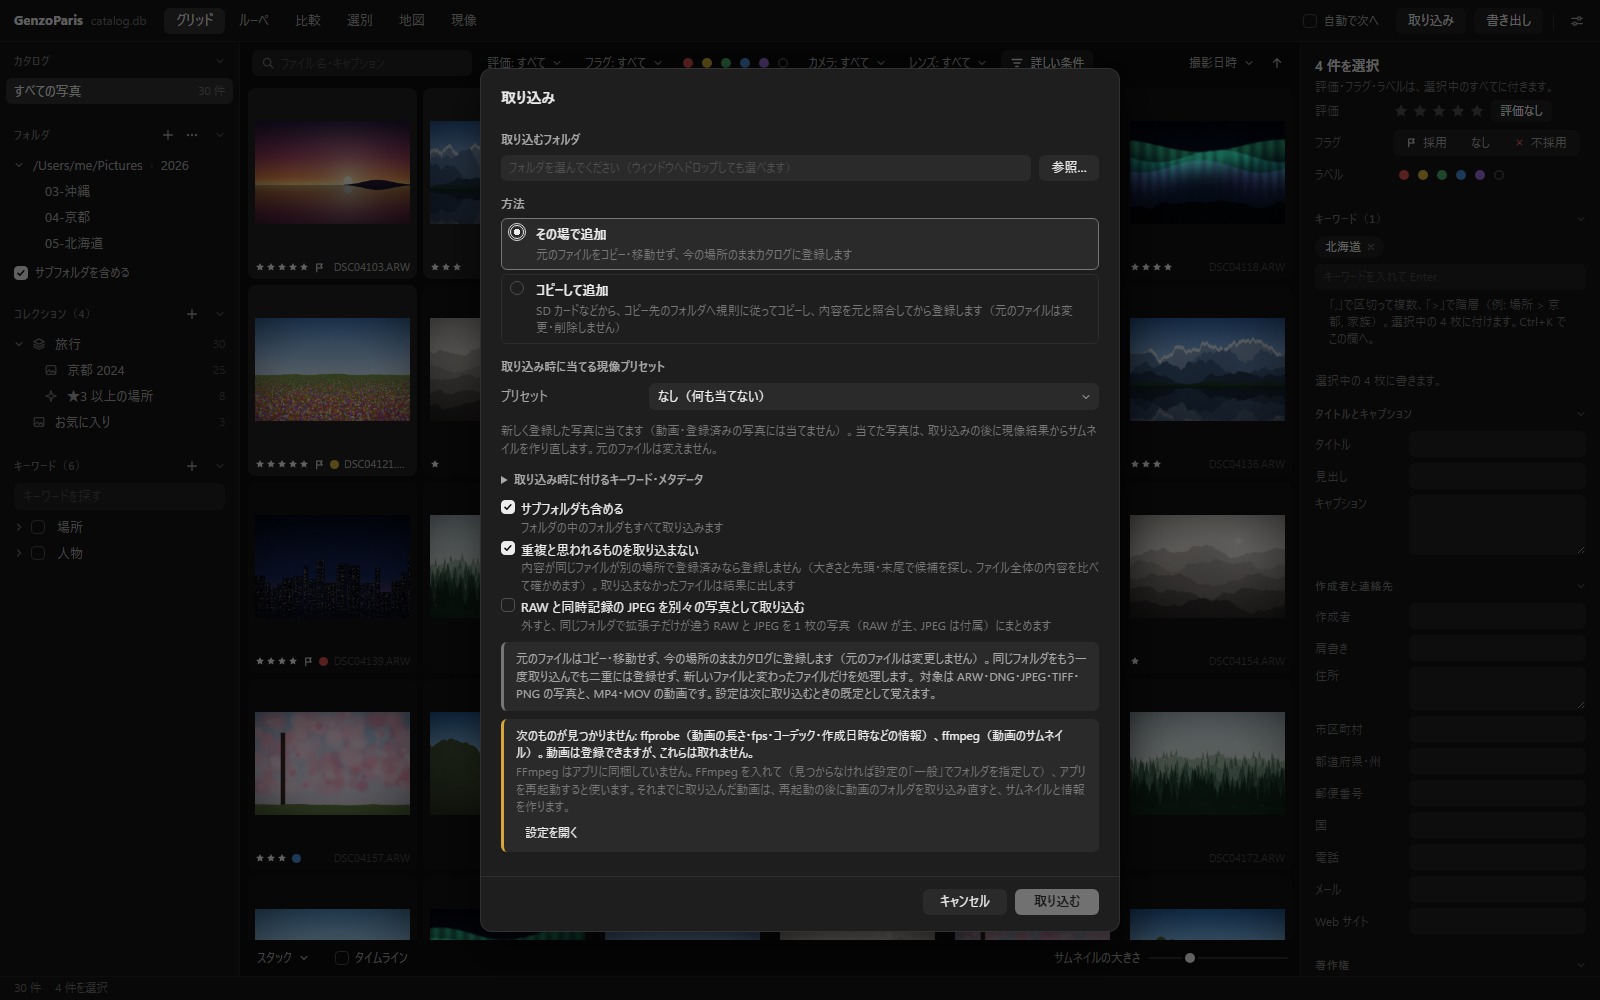 GenzoParis catalog.db グリッド ルーペ 比較 選別 地図 現像 自動で次へ 取り込み 書き出し
カタログ
すべての写真 30 件
フォルダ
/Users/me/Pictures › 2026
03-沖縄
04-京都
05-北海道
サブフォルダを含める
コレクション（4）
旅行 30
京都 2024 25
★3 以上の場所 8
お気に入り 3
キーワード（6）
キーワードを探す
場所
人物
ファイル名・キャプション 評価: すべて フラグ: すべて カメラ: すべて レンズ: すべて 詳しい条件 撮影日時
DSC04103.ARW
DSC04118.ARW
DSC04121....
DSC04136.ARW
DSC04139.ARW
DSC04154.ARW
DSC04157.ARW
DSC04172.ARW
スタック タイムライン サムネイルの大きさ
30 件 4 件を選択
取り込み
取り込むフォルダ
フォルダを選んでください（ウィンドウへドロップしても選べます） 参照...
方法
その場で追加
元のファイルをコピー・移動せず、今の場所のままカタログに登録します
コピーして追加
SD カードなどから、コピー先のフォルダへ規則に従ってコピーし、内容を元と照合してから登録します（元のファイルは変
更・削除しません）
取り込み時に当てる現像プリセット
プリセット なし（何も当てない）
新しく登録した写真に当てます（動画・登録済みの写真には当てません）。当てた写真は、取り込みの後に現像結果からサムネ
イルを作り直します。元のファイルは変えません。
取り込み時に付けるキーワード・メタデータ
サブフォルダも含める
フォルダの中のフォルダもすべて取り込みます
重複と思われるものを取り込まない
内容が同じファイルが別の場所で登録済みなら登録しません（大きさと先頭・末尾で候補を探し、ファイル全体の内容を比べ
て確かめます）。取り込まなかったファイルは結果に出します
RAW と同時記録の JPEG を別々の写真として取り込む
外すと、同じフォルダで拡張子だけが違う RAW と JPEG を 1 枚の写真（RAW が主、JPEG は付属）にまとめます
元のファイルはコピー・移動せず、今の場所のままカタログに登録します（元のファイルは変更しません）。同じフォルダをもう一
度取り込んでも二重には登録せず、新しいファイルと変わったファイルだけを処理します。対象は ARW・DNG・JPEG・TIFF・
PNG の写真と、MP4・MOV の動画です。設定は次に取り込むときの既定として覚えます。
次のものが見つかりません: ffprobe（動画の長さ・fps・コーデック・作成日時などの情報）、ffmpeg（動画のサムネイ
ル）。動画は登録できますが、これらは取れません。
FFmpeg はアプリに同梱していません。FFmpeg を入れて（見つからなければ設定の「一般」でフォルダを指定して）、アプリ
を再起動すると使います。それまでに取り込んだ動画は、再起動の後に動画のフォルダを取り込み直すと、サムネイルと情報
を作ります。
設定を開く
キャンセル 取り込む
4 件を選択
評価・フラグ・ラベルは、選択中のすべてに付きます。
評価 評価なし
フラグ 採用 なし × 不採用
ラベル
キーワード（1）
北海道 ×
キーワードを入れて Enter
「,」で区切って複数、「>」で階層（例: 場所 > 京
都, 家族）。選択中の 4 枚に付けます。Ctrl+K で
この欄へ。
選択中の 4 枚に書きます。
タイトルとキャプション
タイトル
見出し
キャプション
作成者と連絡先
作成者
肩書き
住所
市区町村
都道府県・州
郵便番号
国
電話
メール
Web サイト
著作権